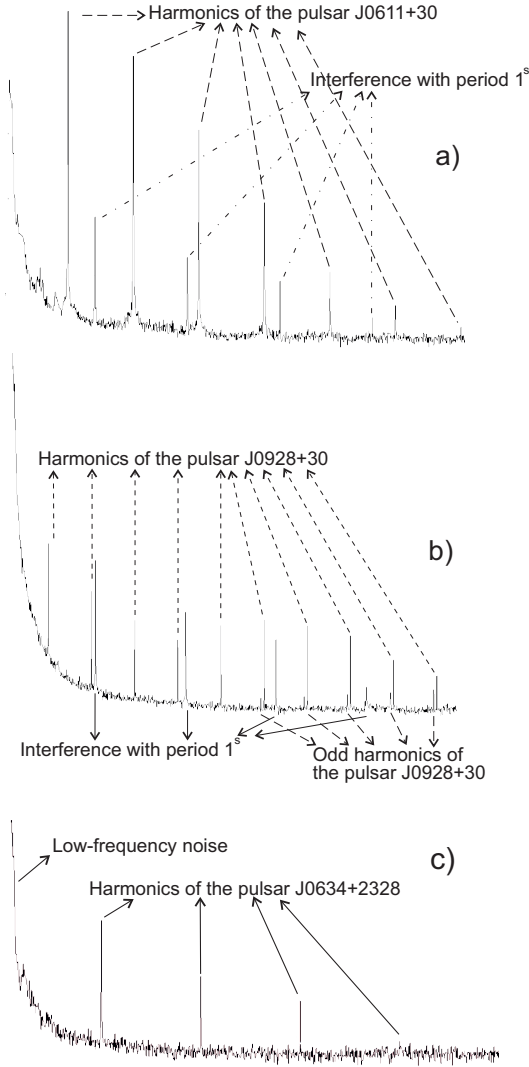 Harmonics of the pulsar J0611+30
Interference with period 1s
a)
Harmonics of the pulsar J0928+30
b)
Interference with period 1s
Odd harmonics of
the pulsar J0928+30
Low-frequency noise
c)
Harmonics of the pulsar J0634+2328